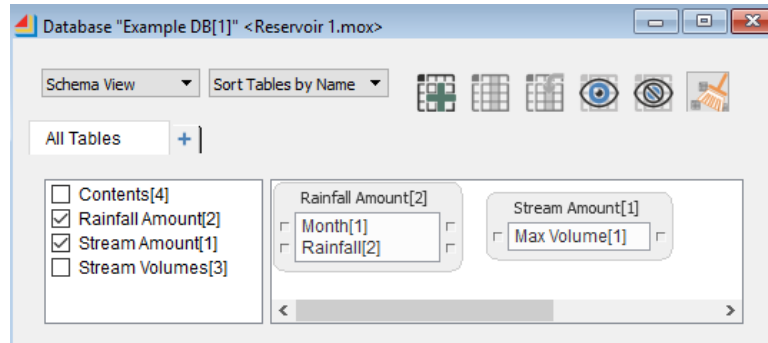 Database "Example DB[1]" <Reservoir 1.mox>
Schema View
Sort Tables by Name
All Tables
+
Contents[4]
Rainfall Amount[2]
Stream Amount[1]
Stream Volumes[3]
Rainfall Amount[2]
Month[1]
Rainfall[2]
Stream Amount[1]
Max Volume[1]